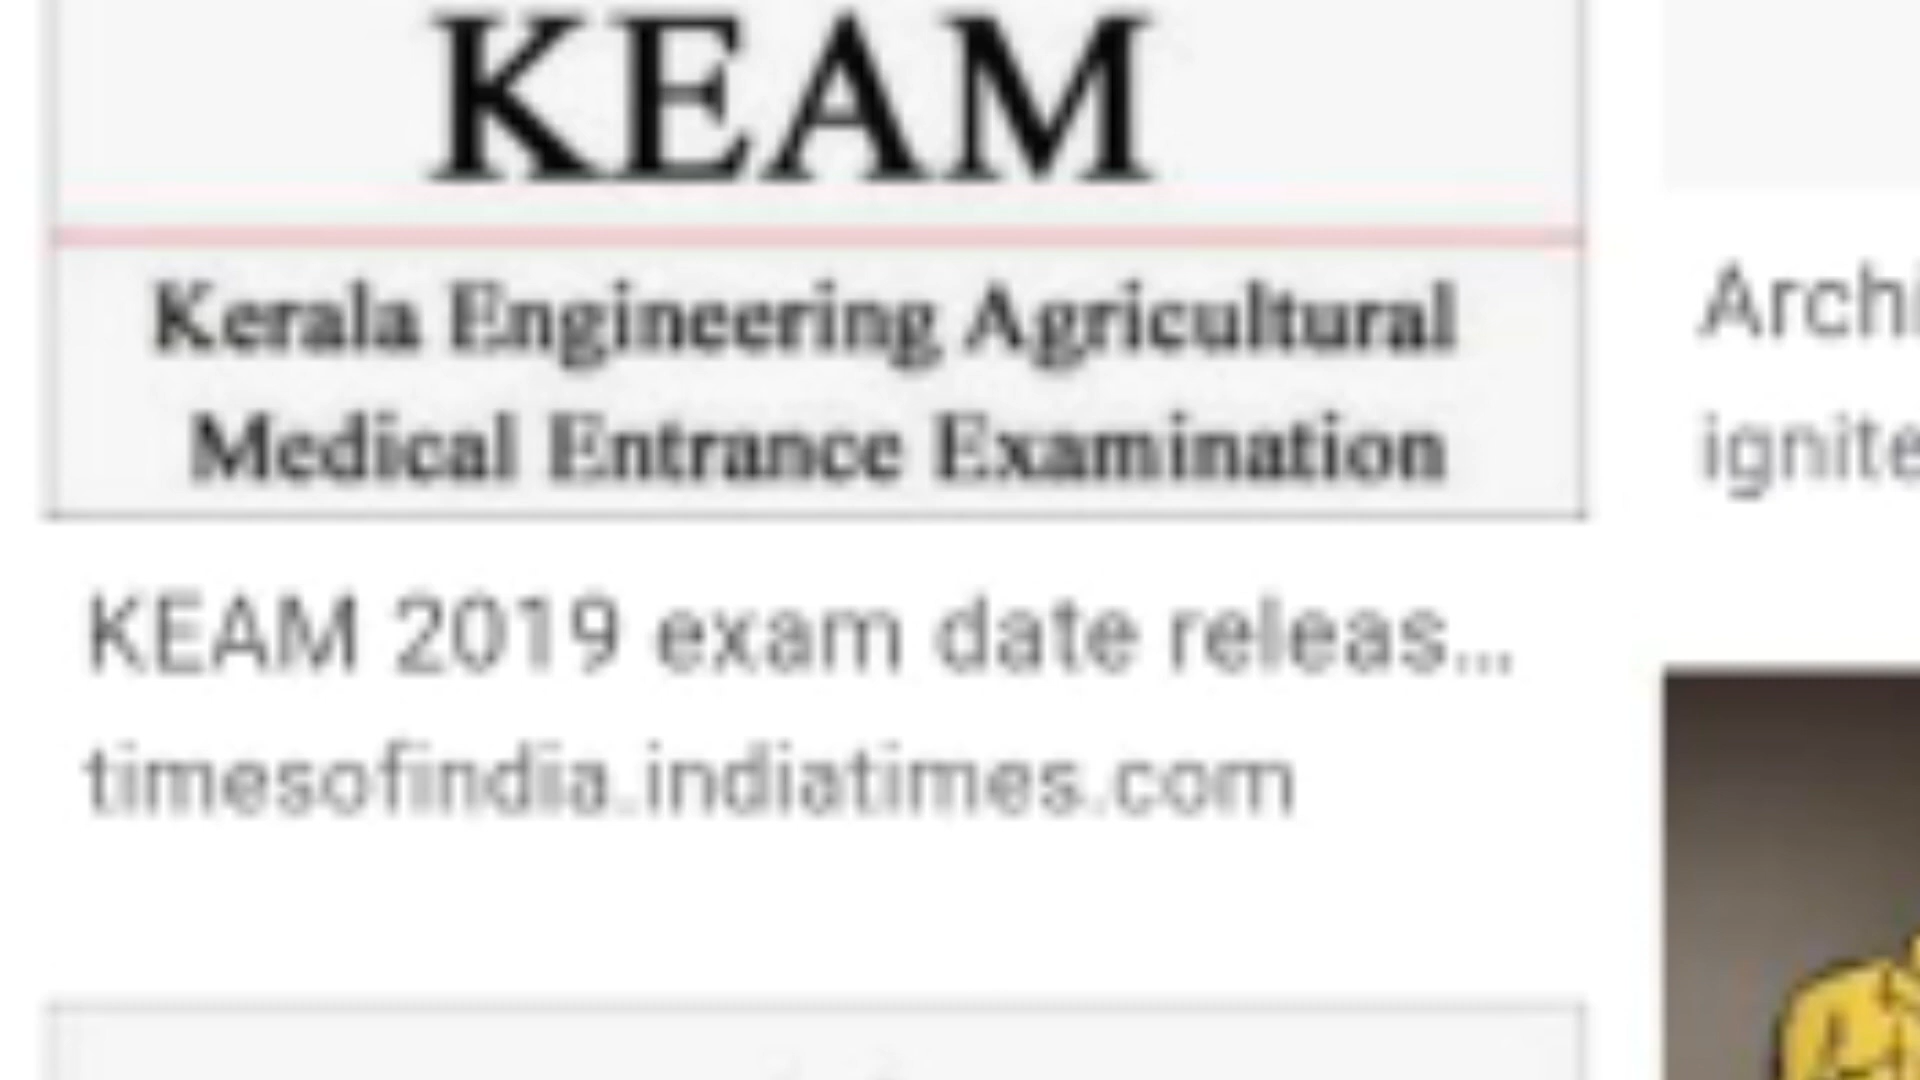 KEAM
Kerala Engineering Agricultural
Medical Entrance Examination
KEAM 2019 exam date releas...
timesofindia.indiatimes.com
Archi
ignite